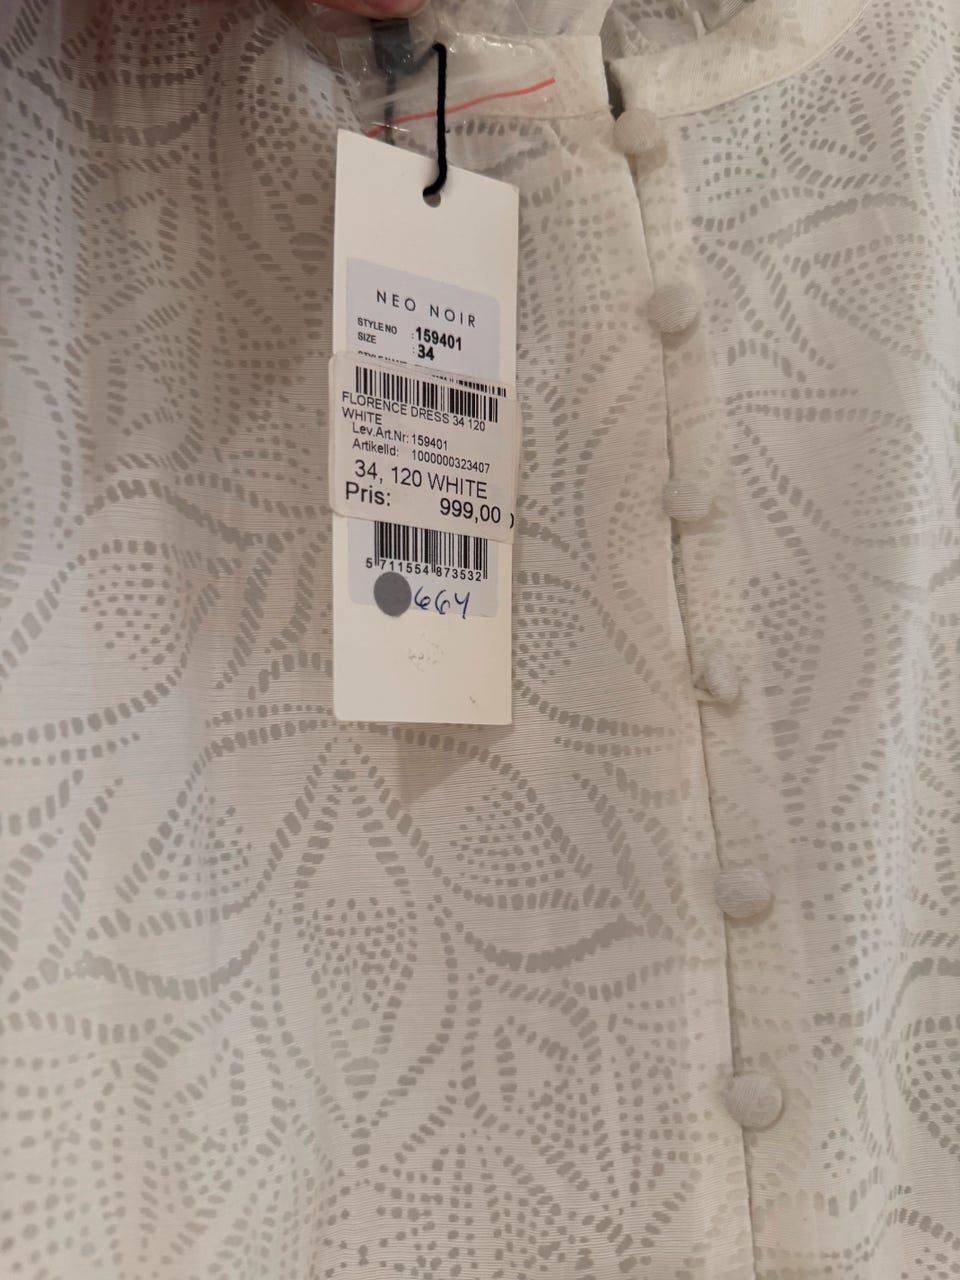 NEO NOIR
STYLE NO : 159401
SIZE : 34
FLORENCE DRESS 34 120
WHITE
Lev.Art.Nr: 159401
ArtikelId: 1000000323407
34, 120 WHITE
Pris: 999,00
5 711554 873532
664